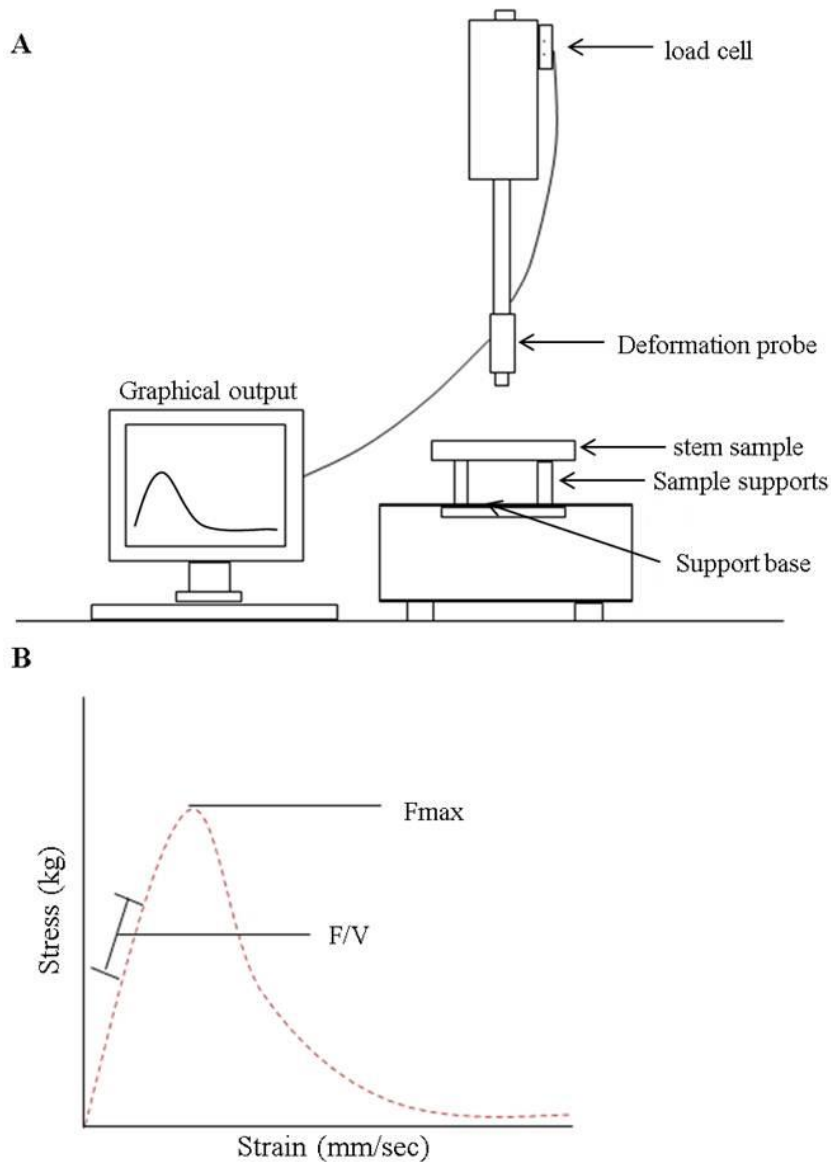 A
load cell
Deformation probe
Graphical output
stem sample
Sample supports
Support base
B
Fmax
F/V
Stress (kg)
Strain (mm/sec)